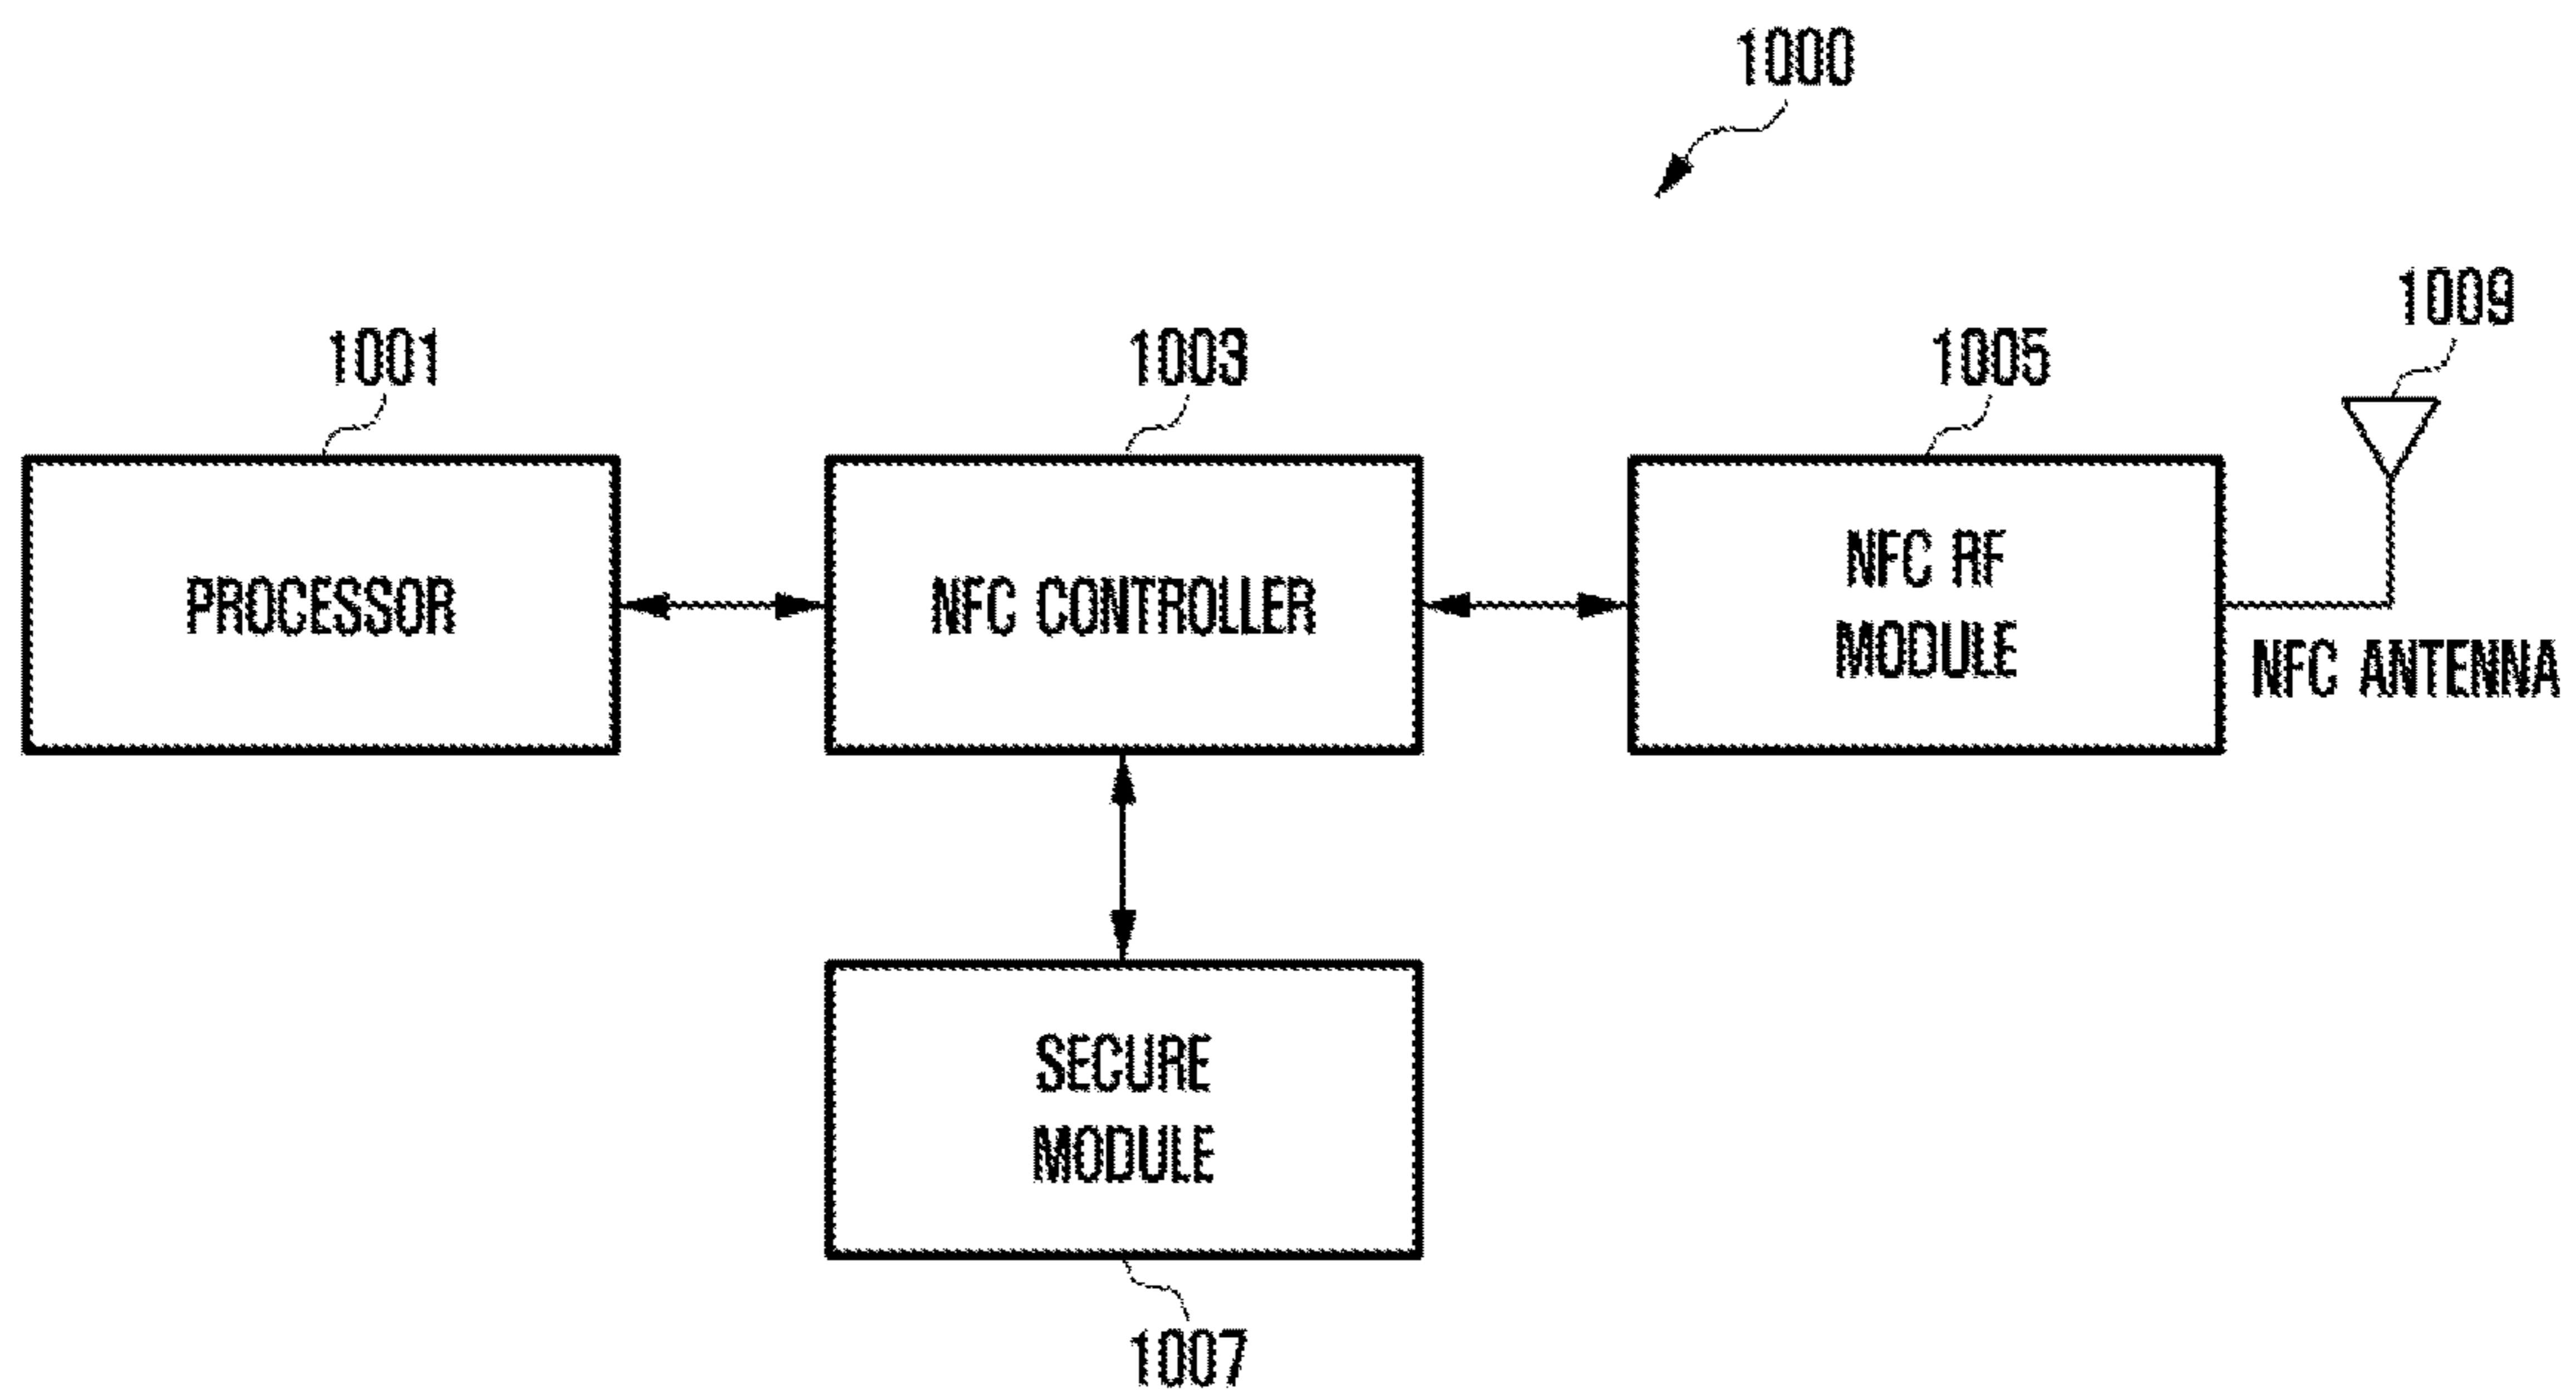 1000
1009
1001
1003
1005
PROCESSOR
NFC CONTROLLER
NFC RF
MODULE
NFC ANTENNA
SECURE
MODULE
1007